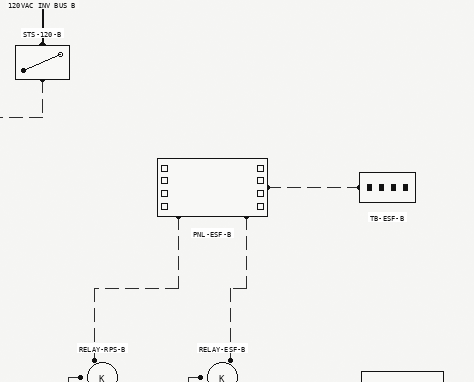 120VAC INV BUS B
STS-120-B
PNL-ESF-B
TB-ESF-B
RELAY-RPS-B
RELAY-ESF-B
K
K